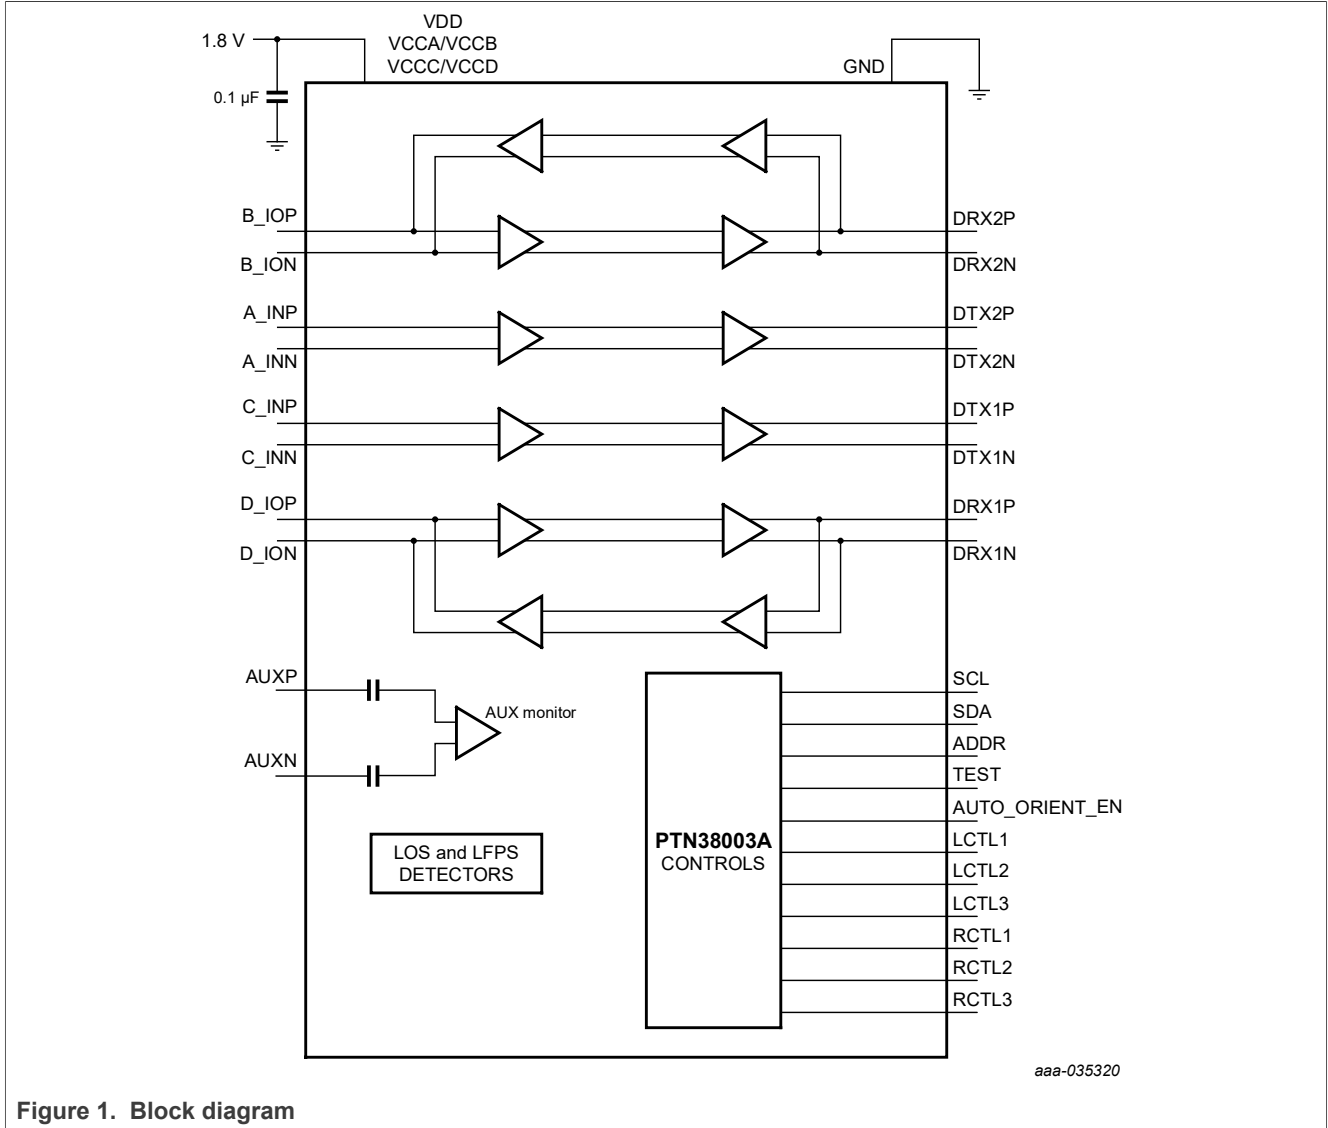 VDD
1.8 V
VCCA/VCCB
VCCC/VCCD
GND
0.1 µF
B_IOP
DRX2P
B_ION
DRX2N
A_INP
DTX2P
A_INN
DTX2N
C_INP
DTX1P
C_INN
DTX1N
D_IOP
DRX1P
D_ION
DRX1N
AUXP
AUX monitor
AUXN
LOS and LFPS
DETECTORS
PTN38003A
CONTROLS
SCL
SDA
ADDR
TEST
AUTO_ORIENT_EN
LCTL1
LCTL2
LCTL3
RCTL1
RCTL2
RCTL3
aaa-035320
Figure 1. Block diagram